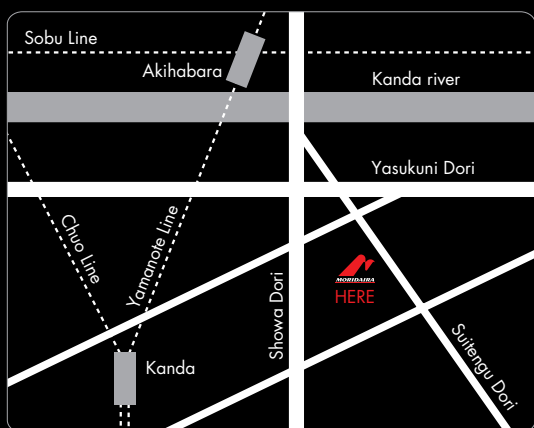 Sobu Line
Akihabara
Kanda river
Yasukuni Dori
Chuo Line
Yamanote Line
MORIDAIRA
HERE
Showa Dori
Suitengu Dori
Kanda